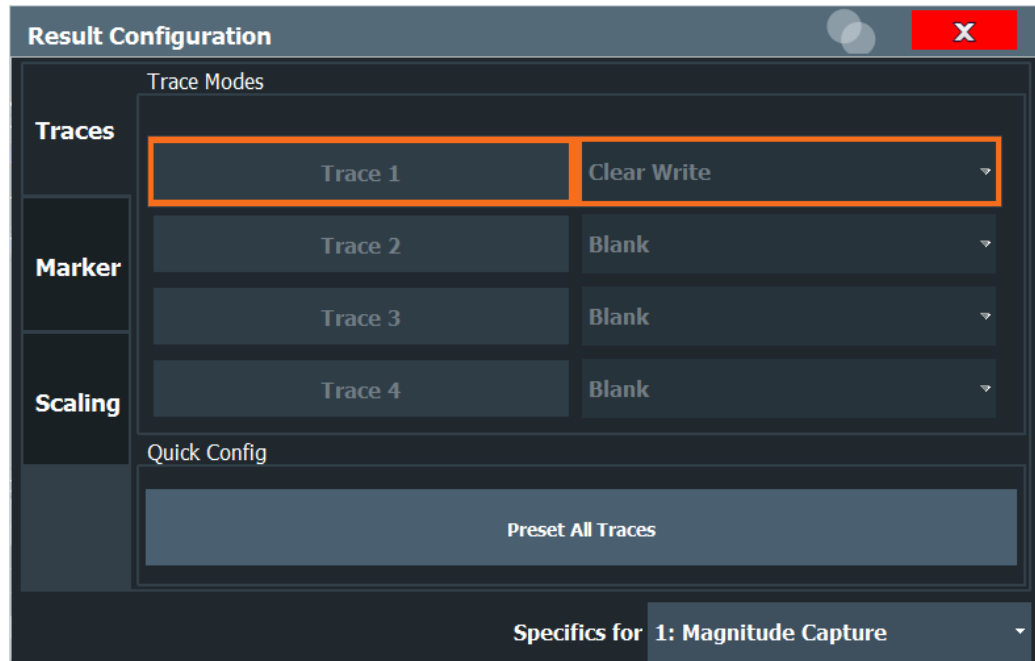 Result Configuration X
Trace Modes
Traces
Trace 1 Clear Write
Trace 2 Blank
Marker
Trace 3 Blank
Trace 4 Blank
Scaling
Quick Config
Preset All Traces
Specifics for 1: Magnitude Capture